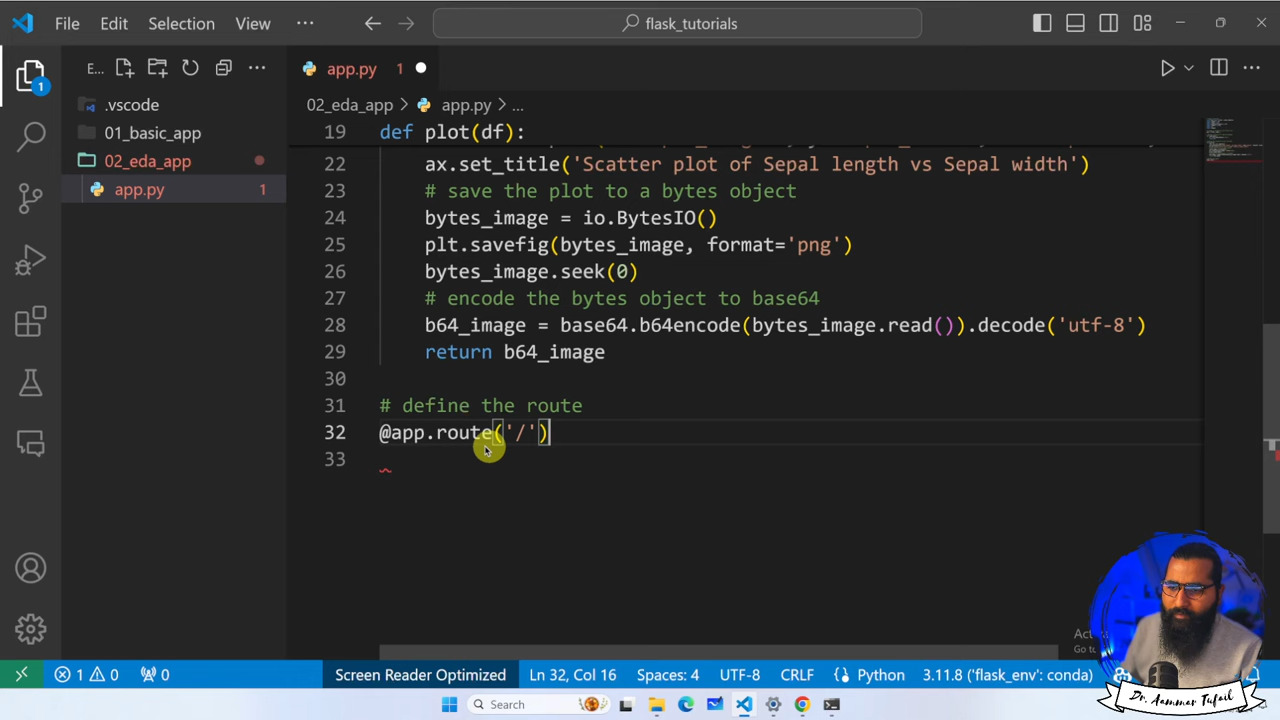 File Edit Selection View ··· flask_tutorials
E... ···
app.py 1
.vscode
01_basic_app
02_eda_app
app.py 1
1
02_eda_app > app.py > ...
19 def plot(df):
22 ax.set_title('Scatter plot of Sepal length vs Sepal width')
23 # save the plot to a bytes object
24 bytes_image = io.BytesIO()
25 plt.savefig(bytes_image, format='png')
26 bytes_image.seek(0)
27 # encode the bytes object to base64
28 b64_image = base64.b64encode(bytes_image.read()).decode('utf-8')
29 return b64_image
30
31 # define the route
32 @app.route('/')
33
1 0 0 Screen Reader Optimized Ln 32, Col 16 Spaces: 4 UTF-8 CRLF Python 3.11.8 ('flask_env': conda)
Search
Dr. Aammar Tufail